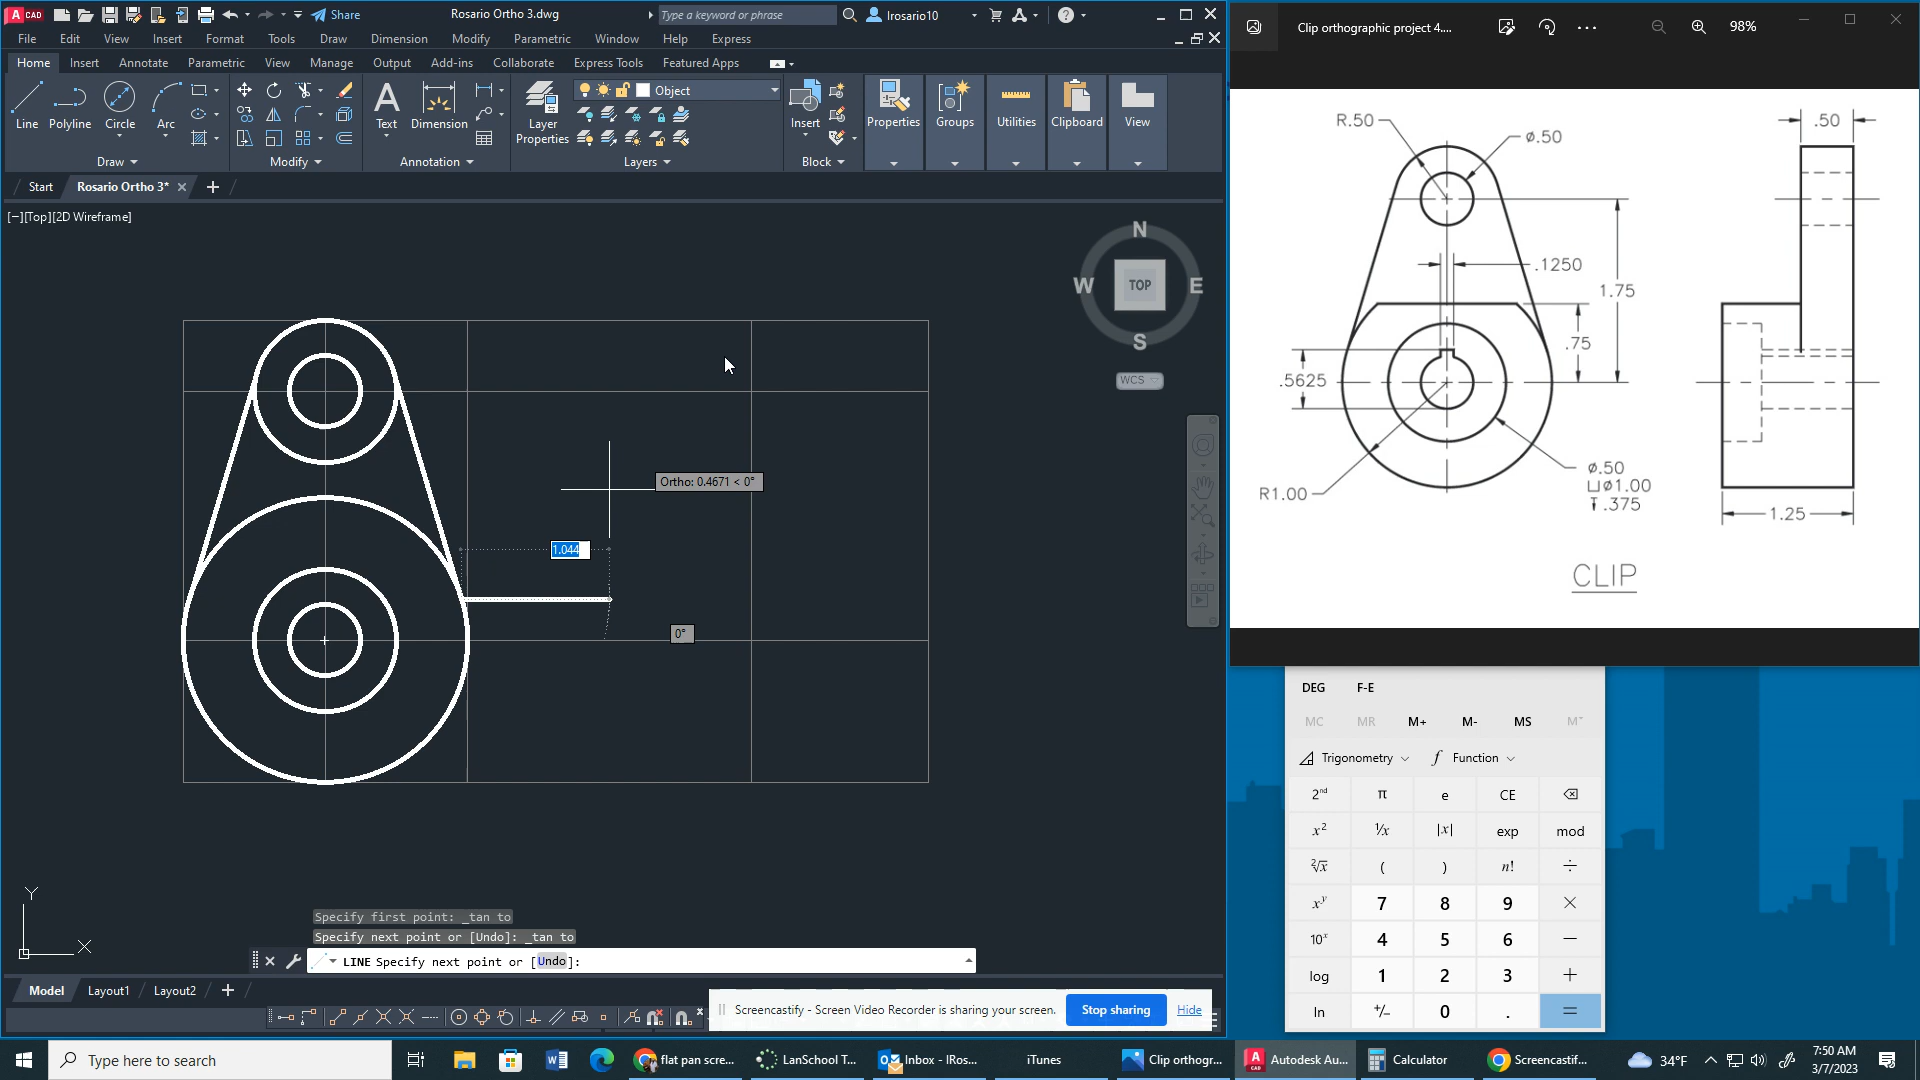 CAD
Share
Rosario Ortho 3.dwg
Type a keyword or phrase
lrosario10
File Edit View Insert Format Tools Draw Dimension Modify Parametric Window Help Express
Home Insert Annotate Parametric View Manage Output Add-ins Collaborate Express Tools Featured Apps
Line Polyline Circle Arc
Text Dimension
Layer Properties
Object
Insert
Properties Groups Utilities Clipboard View
Draw Modify Annotation Layers Block
Start Rosario Ortho 3*
[−][Top][2D Wireframe]
N
W TOP E
S
WCS
Ortho: 0.4671 < 0°
1.044
0°
Y
X
Specify first point: _tan to
Specify next point or [Undo]: _tan to
LINE Specify next point or [Undo]:
Model Layout1 Layout2
Screencastify - Screen Video Recorder is sharing your screen. Stop sharing Hide
Clip orthographic project 4....
98%
R.50
ø.50
.50
.1250
1.75
.75
.5625
R1.00
ø.50
⌴ø1.00
↧.375
1.25
CLIP
DEG F-E
MC MR M+ M- MS M˅
Trigonometry Function
2ⁿᵈ π e CE
x² ¹/x |x| exp mod
²√x ( ) n! ÷
xʸ 7 8 9 ×
10ˣ 4 5 6 −
log 1 2 3 +
ln +/− 0 . =
Type here to search
flat pan scre...
LanSchool T...
Inbox - IRos...
iTunes
Clip orthogr...
Autodesk Au...
Calculator
Screencastif...
34°F
7:50 AM
3/7/2023